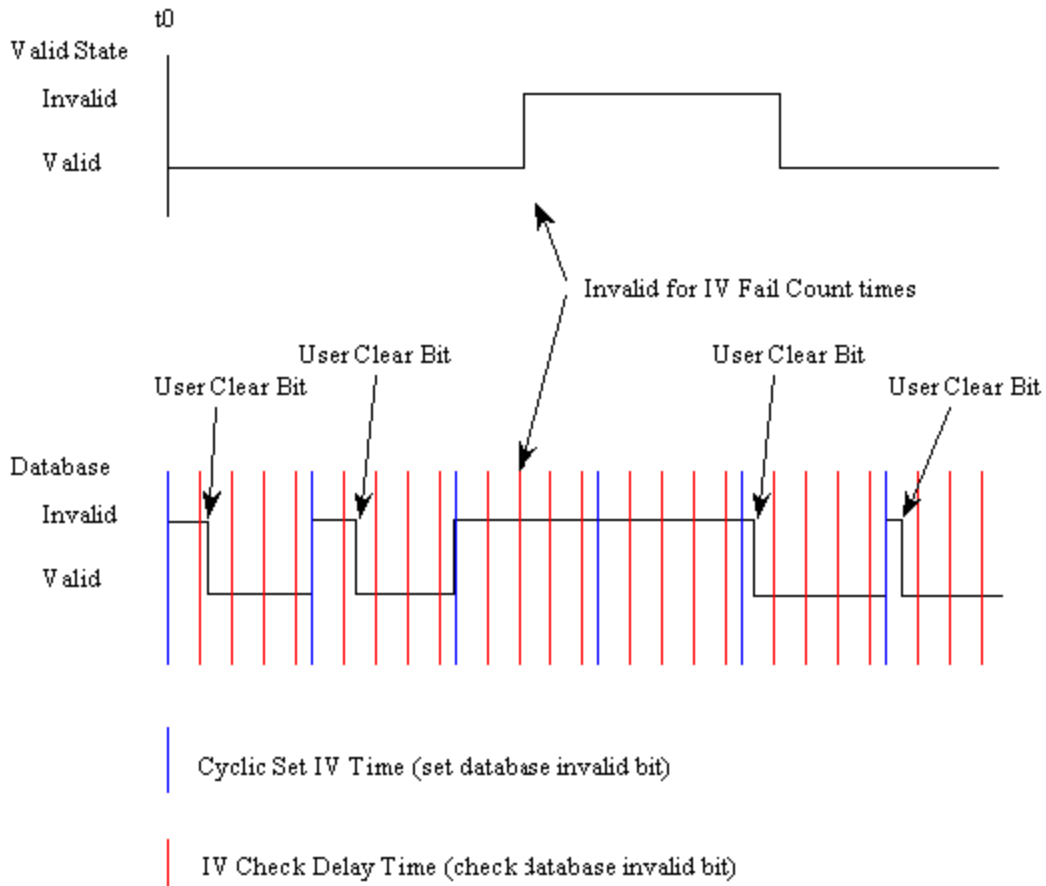 t0
Valid State
Invalid
Valid
Invalid for IV Fail Count times
User Clear Bit
User Clear Bit
User Clear Bit
User Clear Bit
Database
Invalid
Valid
Cyclic Set IV Time (set database invalid bit)
IV Check Delay Time (check database invalid bit)